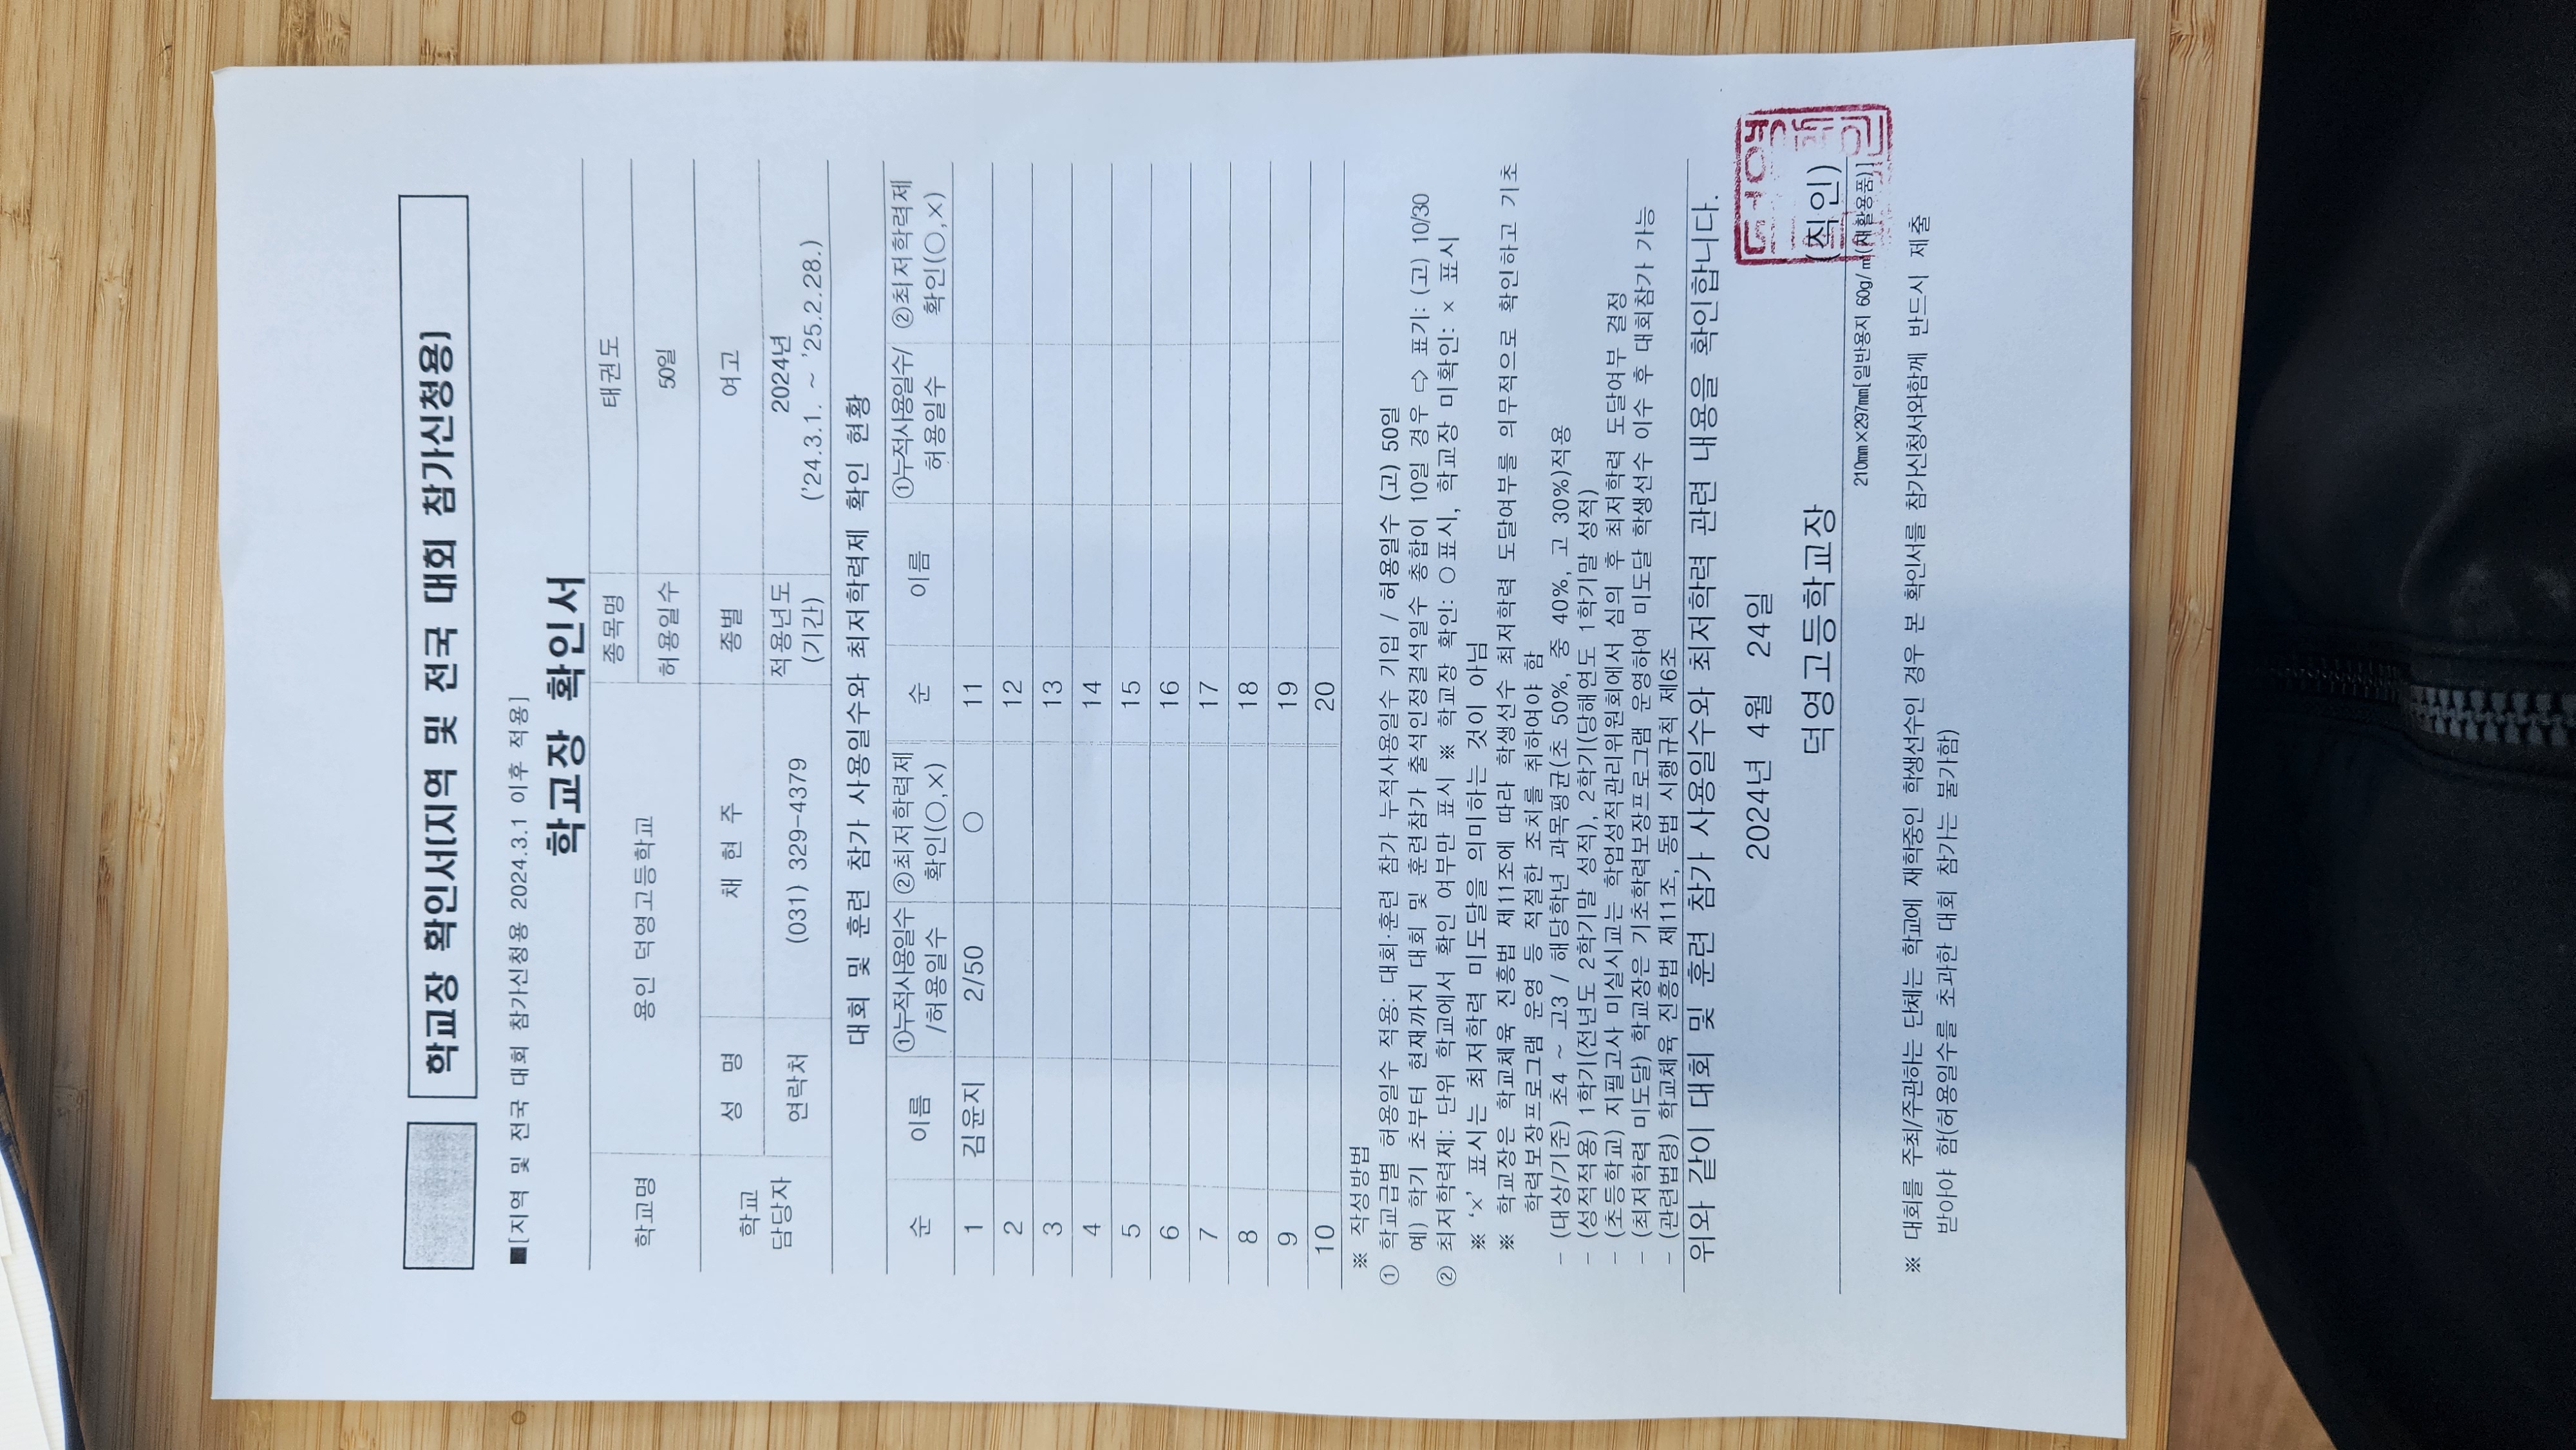 학교장 확인서(지역 및 전국 대회 참가신청용)
■[지역 및 전국 대회 참가신청용 2024.3.1 이후 적용]
학교장 확인서
학교명 용인 덕영고등학교 종목명 태권도
허용일수 50일
학교 담당자 성 명 채 현 주 종별 여고
연락처 (031) 329-4379 적용년도 (기간) 2024년 ('24.3.1. ~ '25.2.28.)
대회 및 훈련 참가 사용일수와 최저학력제 확인 현황
순 이름 ①누적사용일수/허용일수 ②최저학력제 확인(○,×) 순 이름 ①누적사용일수/허용일수 ②최저학력제 확인(○,×)
1 김윤지 2/50 ○ 11
2 12
3 13
4 14
5 15
6 16
7 17
8 18
9 19
10 20
※ 작성방법
① 학교급별 허용일수 적용: 대회·훈련 참가 누적사용일수 기입 / 허용일수 (고) 50일
예) 학기 초부터 현재까지 대회 및 훈련참가 출석인정결석일수 총합이 10일 경우 ⇨ 표기: (고) 10/30
② 최저학력제: 단위 학교에서 확인 여부만 표시 ※ 학교장 확인: ○표시, 학교장 미확인: × 표시
※ '×' 표시는 최저학력 미도달을 의미하는 것이 아님
※ 학교장은 학교체육 진흥법 제11조에 따라 학생선수 최저학력 도달여부를 의무적으로 확인하고 기초
학력보장프로그램 운영 등 적절한 조치를 취하여야 함
- (대상/기준) 초4 ~ 고3 / 해당학년 과목평균(초 50%, 중 40%, 고 30%)적용
- (성적적용) 1학기(전년도 2학기말 성적), 2학기(당해연도 1학기말 성적)
- (초등학교) 지필고사 미실시교는 학업성적관리위원회에서 심의 후 최저학력 도달여부 결정
- (최저학력 미도달) 학교장은 기초학력보장프로그램 운영하여 미도달 학생선수 이수 후 대회참가 가능
- (관련법령) 학교체육 진흥법 제11조, 동법 시행규칙 제6조
위와 같이 대회 및 훈련 참가 사용일수와 최저학력 관련 내용을 확인합니다.
2024년 4월 24일
덕영고등학교장 (직인)
210mm×297mm[일반용지 60g/㎡(재활용품)]
※ 대회를 주최/주관하는 단체는 학교에 재학중인 학생선수인 경우 본 확인서를 참가신청서와함께 반드시 제출
받아야 함(허용일수를 초과한 대회 참가는 불가함)